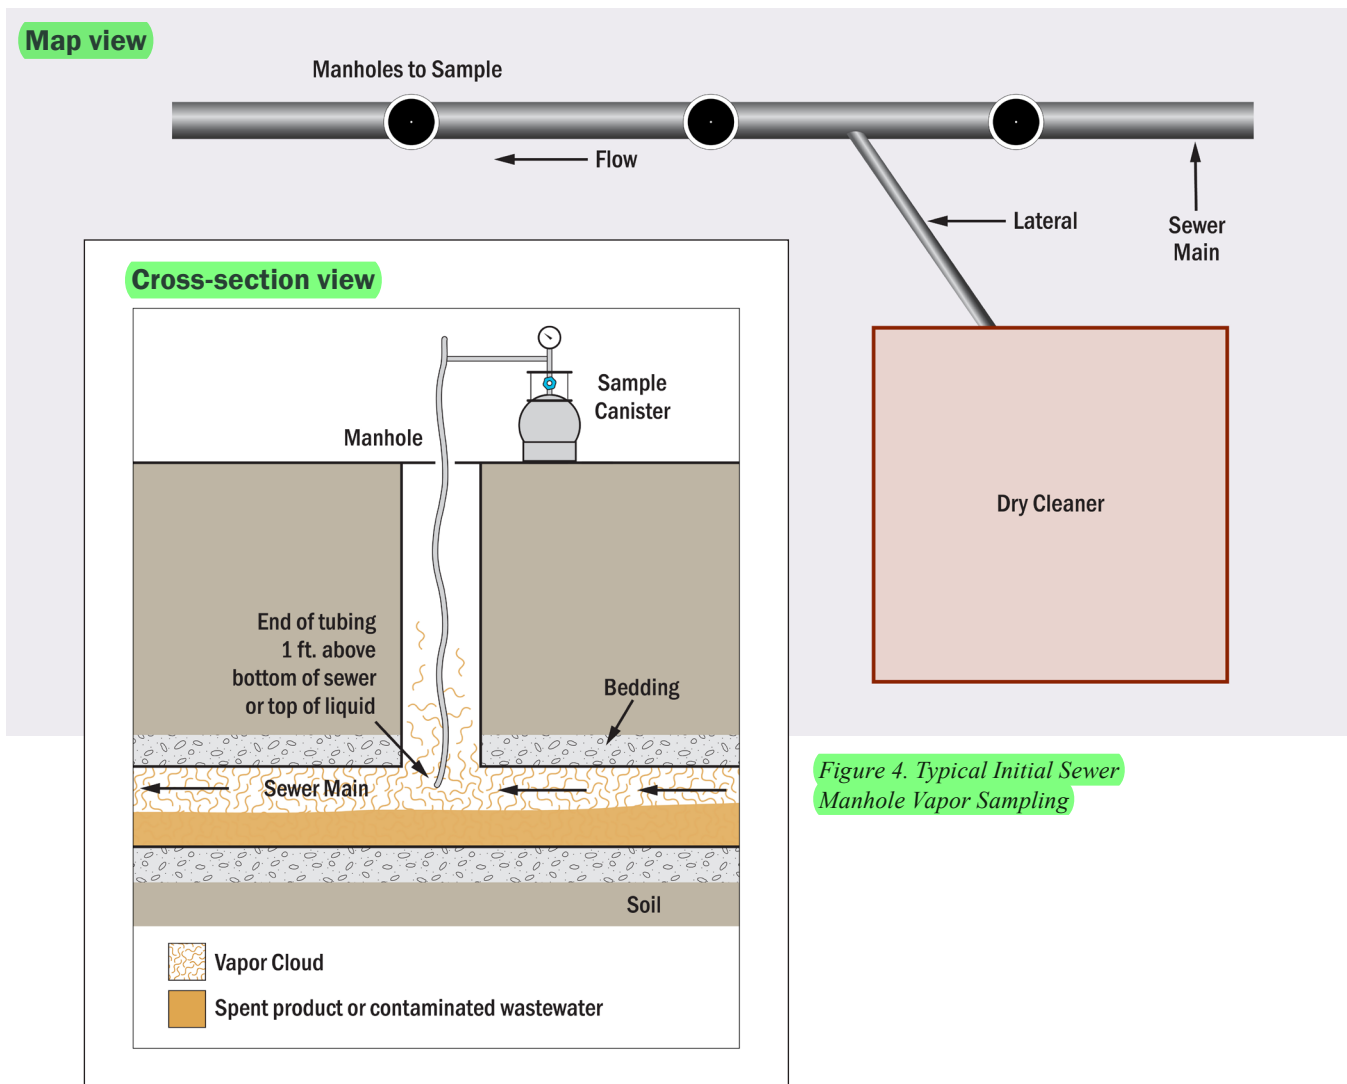 Map view
Manholes to Sample
Flow
Lateral
Sewer
Main
Dry Cleaner
Cross-section view
Sample
Canister
Manhole
End of tubing
1 ft. above
bottom of sewer
or top of liquid
Bedding
Sewer Main
Soil
Vapor Cloud
Spent product or contaminated wastewater
Figure 4. Typical Initial Sewer
Manhole Vapor Sampling